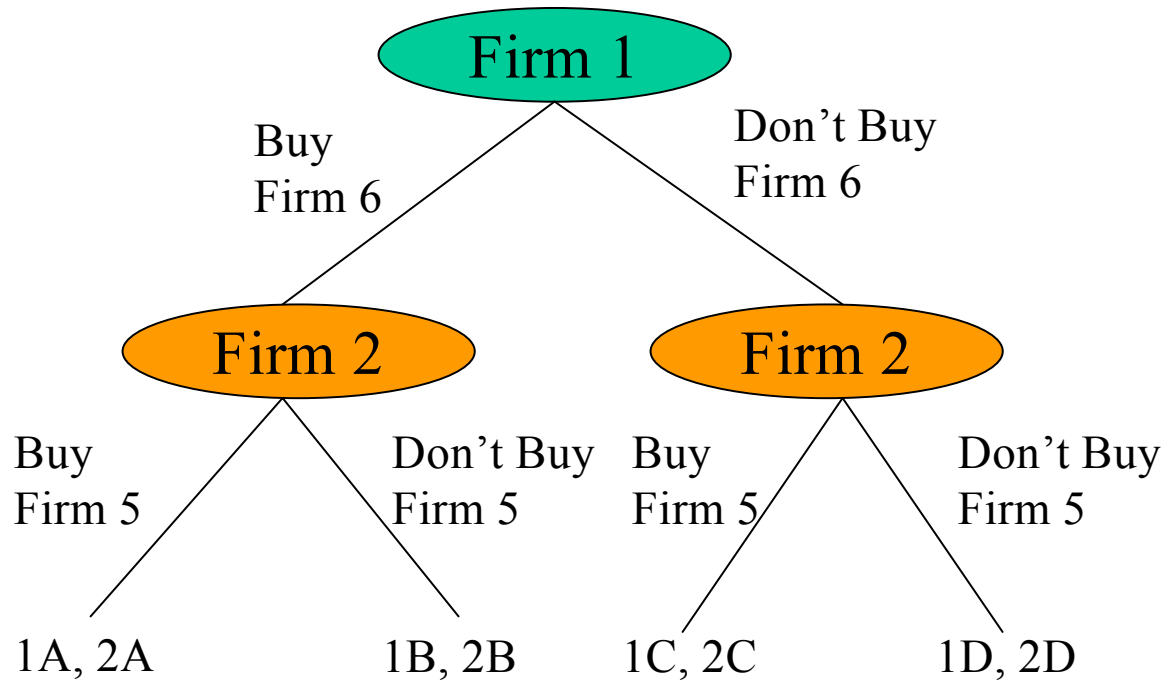 Firm 1
Buy
Firm 6
Don’t Buy
Firm 6
Firm 2
Firm 2
Buy
Firm 5
Don’t Buy
Firm 5
Buy
Firm 5
Don’t Buy
Firm 5
1A, 2A
1B, 2B
1C, 2C
1D, 2D